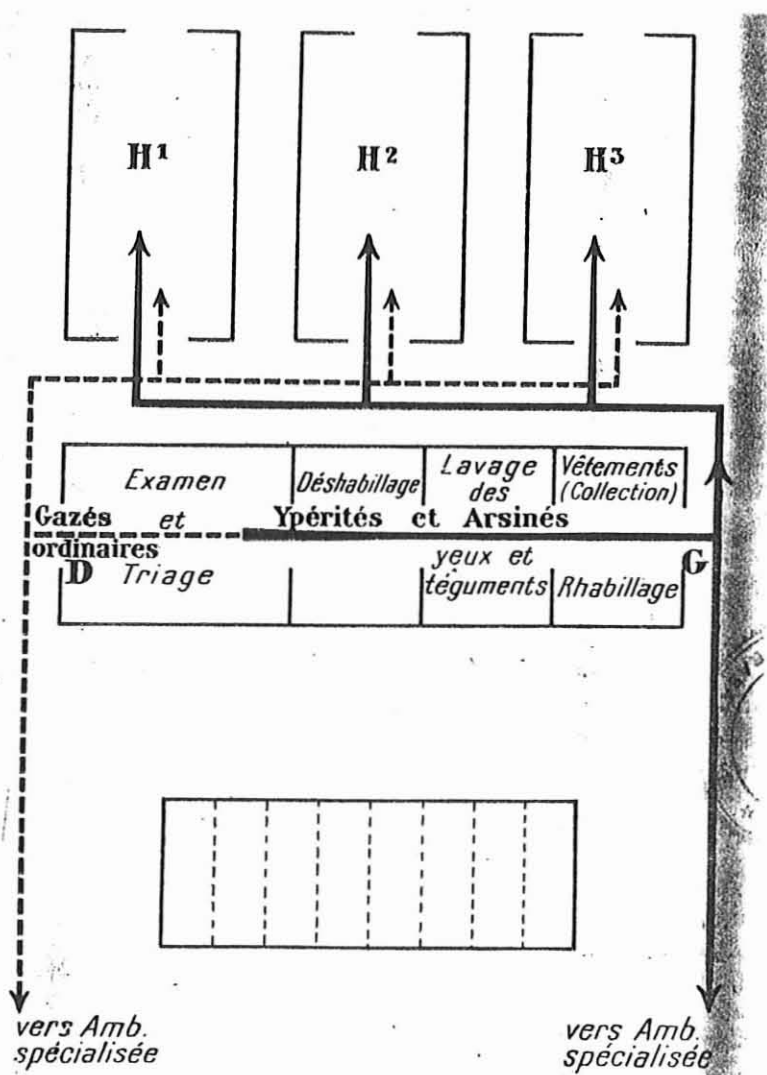 H¹ H² H³
Examen
et
Triage
Déshabillage
Lavage
des
yeux et
téguments
Vêtements
(Collection)
Rhabillage
Gazés
ordinaires
Ypérités et Arsinés
D
G
vers Amb.
spécialisée
vers Amb.
spécialisée